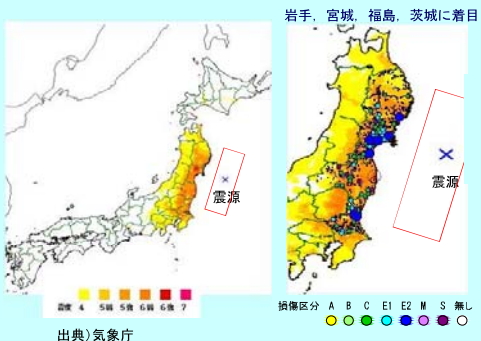 岩手, 宮城, 福島, 茨城に着目
震源
震源
震度 4 5弱 5強 6弱 6強 7
損傷区分 A B C E1 E2 M S 無し
出典)気象庁